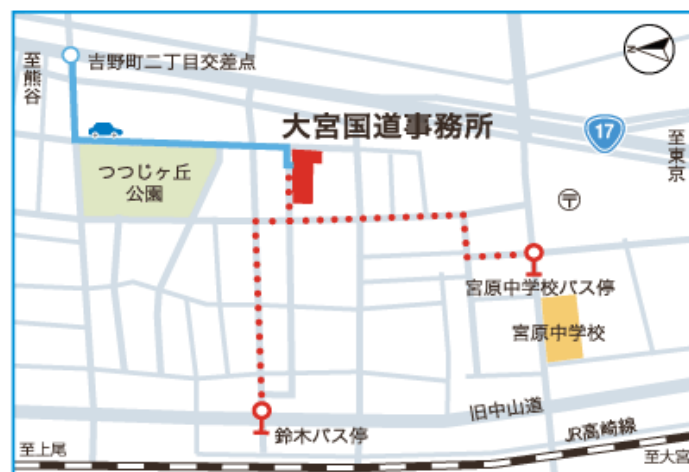 至熊谷
吉野町二丁目交差点
N
大宮国道事務所
17
至東京
つつじヶ丘
公園
〒
宮原中学校バス停
宮原中学校
旧中山道
鈴木バス停
JR高崎線
至上尾
至大宮